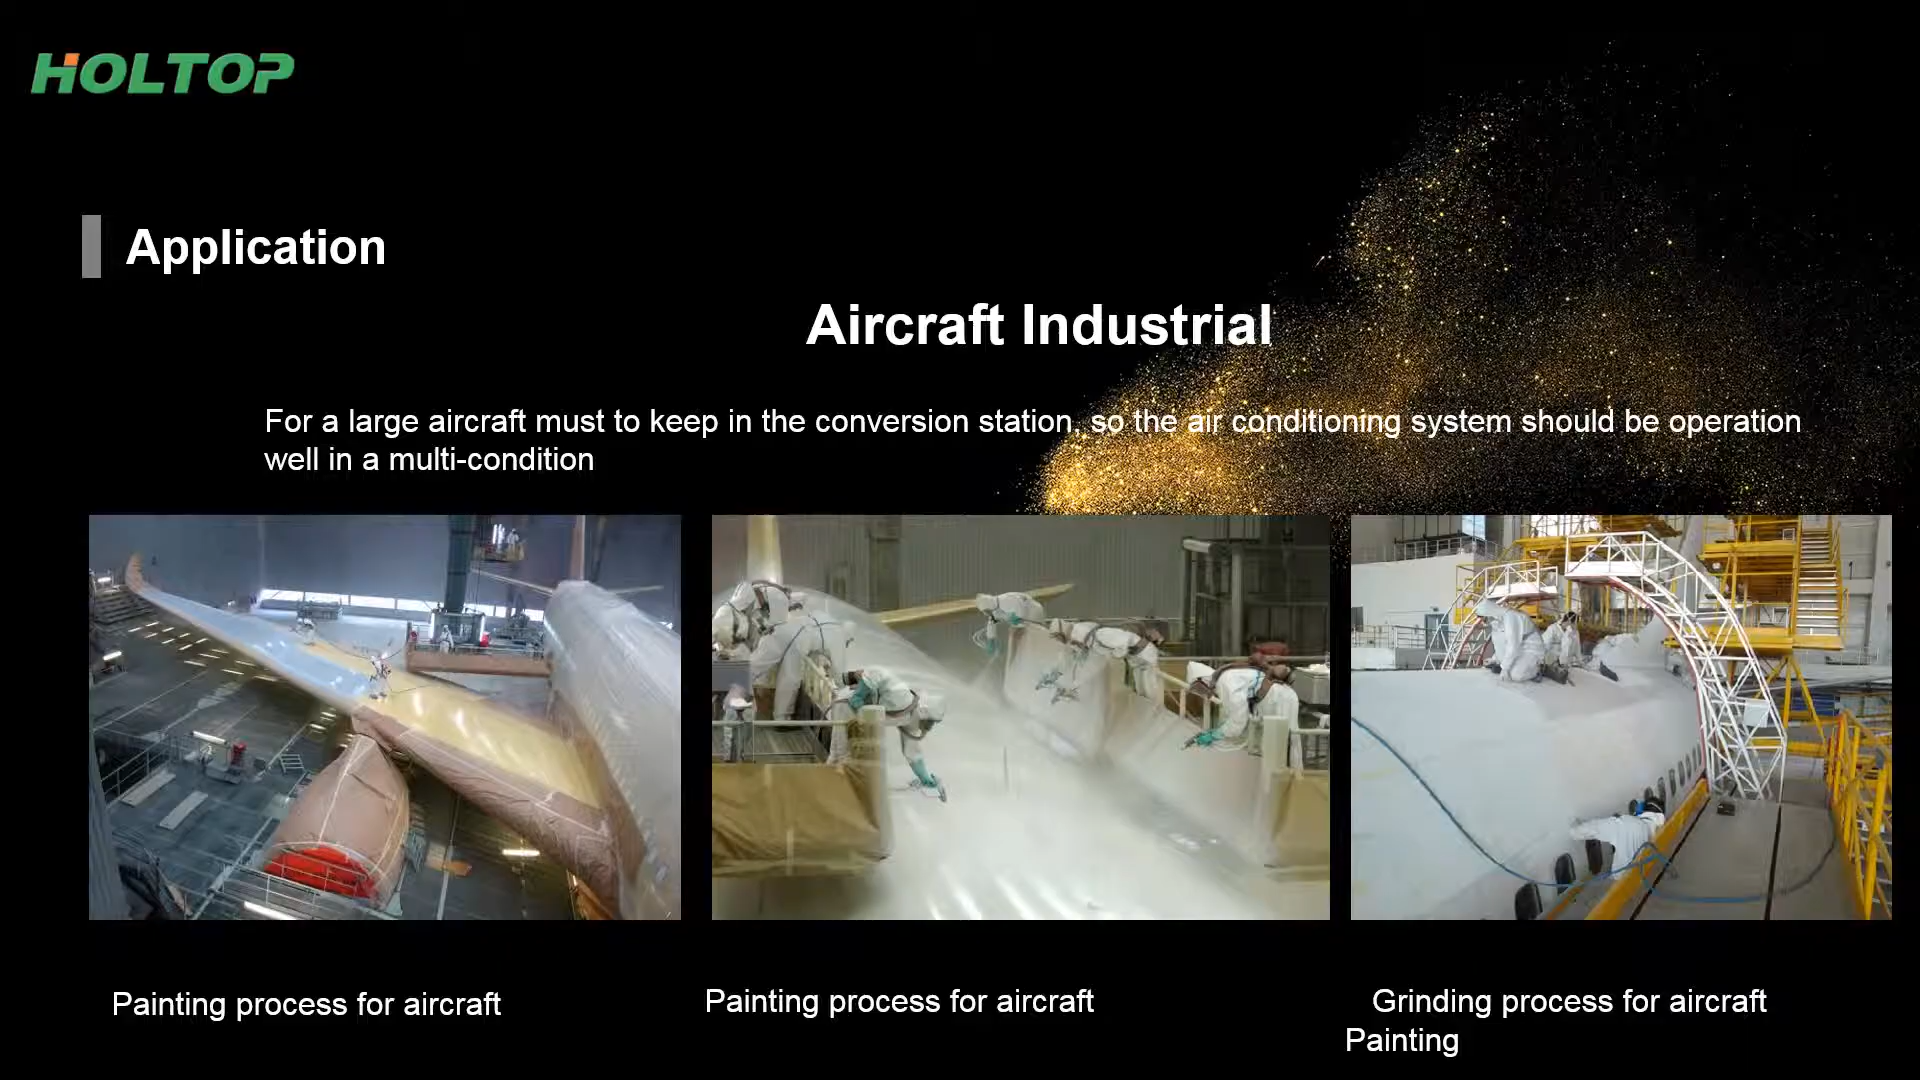 HOLTOP
Application
Aircraft Industrial
For a large aircraft must to keep in the conversion station, so the air conditioning system should be operation
well in a multi-condition
Painting process for aircraft
Painting process for aircraft
Grinding process for aircraft
Painting